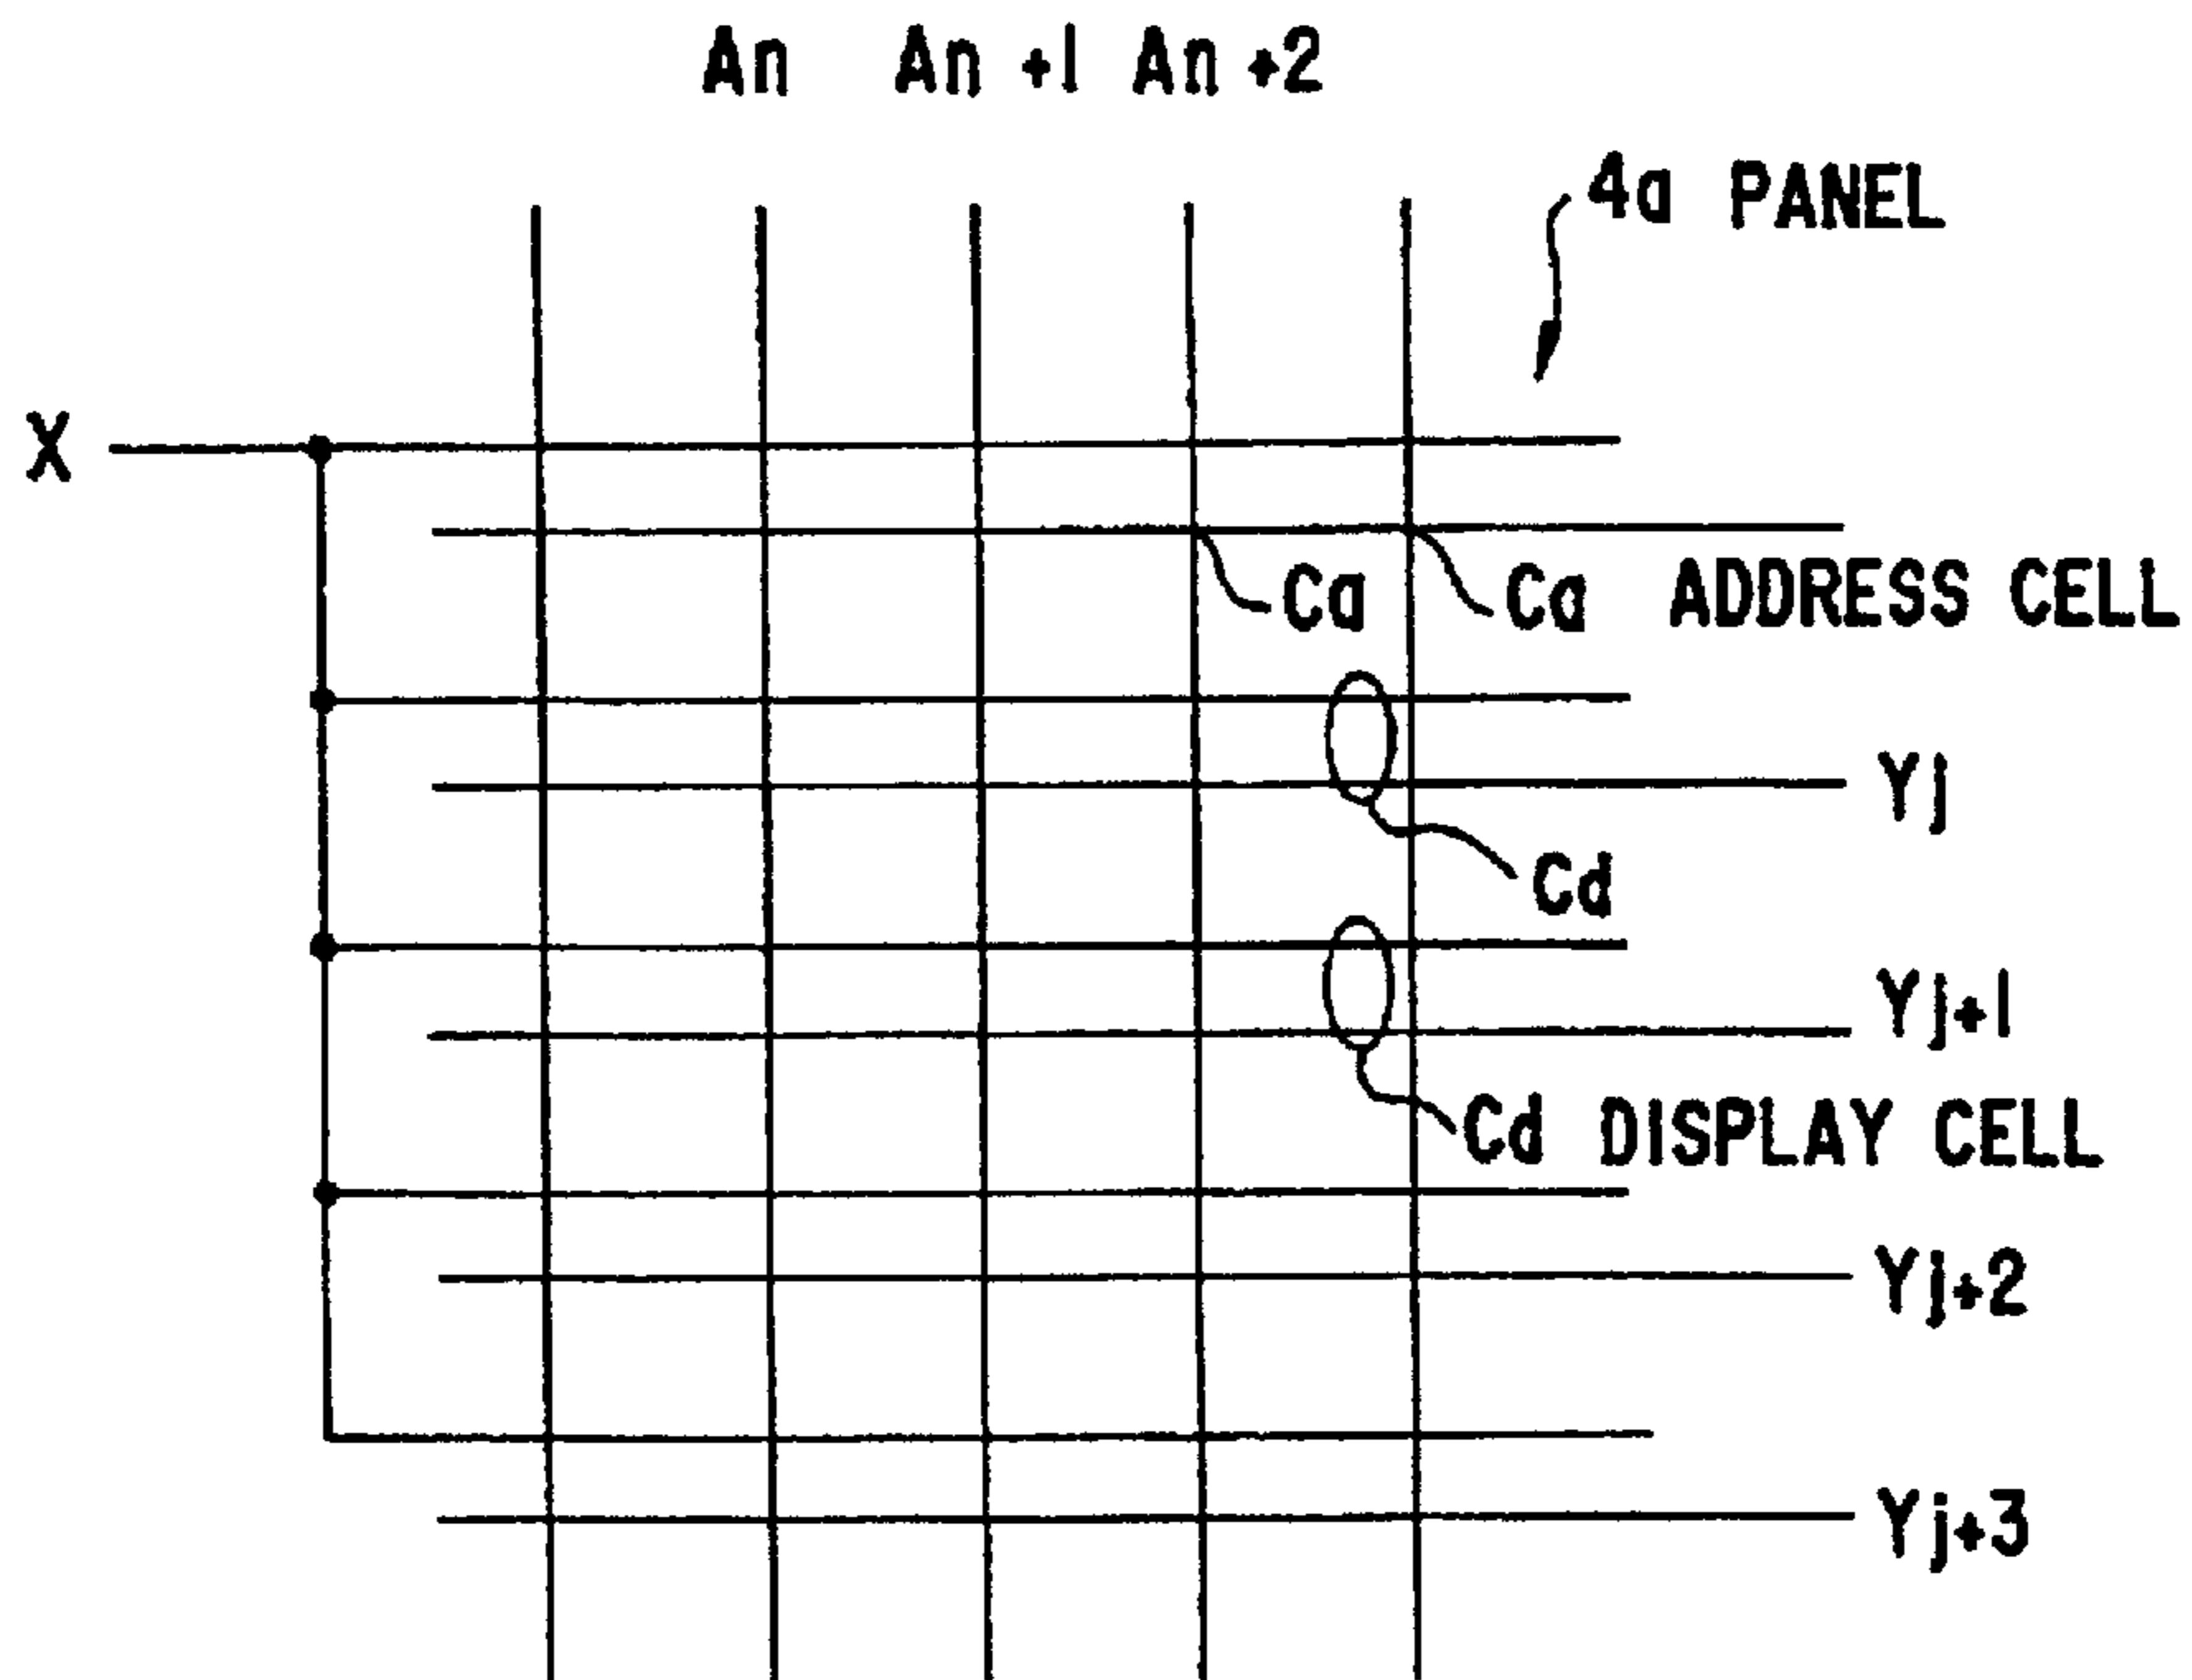 An An +1 An +2
4a PANEL
X
Ca Ca ADDRESS CELL
Yj
Cd
Yj+1
Cd DISPLAY CELL
Yj+2
Yj+3